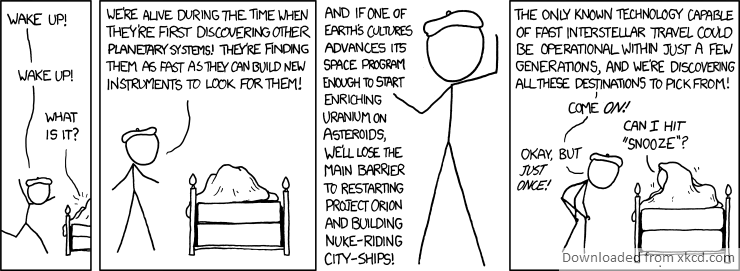 WAKE UP!
WAKE UP!
WHAT
IS IT?
WE'RE ALIVE DURING THE TIME WHEN
THEY'RE FIRST DISCOVERING OTHER
PLANETARY SYSTEMS! THEY'RE FINDING
THEM AS FAST AS THEY CAN BUILD NEW
INSTRUMENTS TO LOOK FOR THEM!
AND IF ONE OF
EARTH'S CULTURES
ADVANCES ITS
SPACE PROGRAM
ENOUGH TO START
ENRICHING
URANIUM ON
ASTEROIDS,
WE'LL LOSE THE
MAIN BARRIER
TO RESTARTING
PROJECT ORION
AND BUILDING
NUKE-RIDING
CITY-SHIPS!
THE ONLY KNOWN TECHNOLOGY CAPABLE
OF FAST INTERSTELLAR TRAVEL COULD
BE OPERATIONAL WITHIN JUST A FEW
GENERATIONS, AND WE'RE DISCOVERING
ALL THESE DESTINATIONS TO PICK FROM!
COME ON!
CAN I HIT
"SNOOZE"?
OKAY, BUT
JUST
ONCE!
Downloaded from xkcd.com